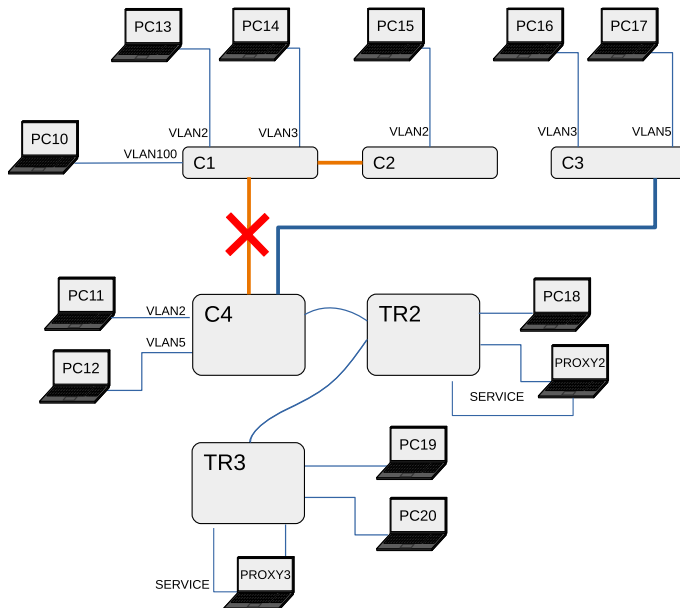 PC13
PC14
PC15
PC16
PC17
PC10
VLAN2
VLAN3
VLAN2
VLAN3
VLAN5
VLAN100
C1
C2
C3
PC11
VLAN2
C4
TR2
PC18
PC12
VLAN5
PROXY2
SERVICE
TR3
PC19
PC20
SERVICE
PROXY3